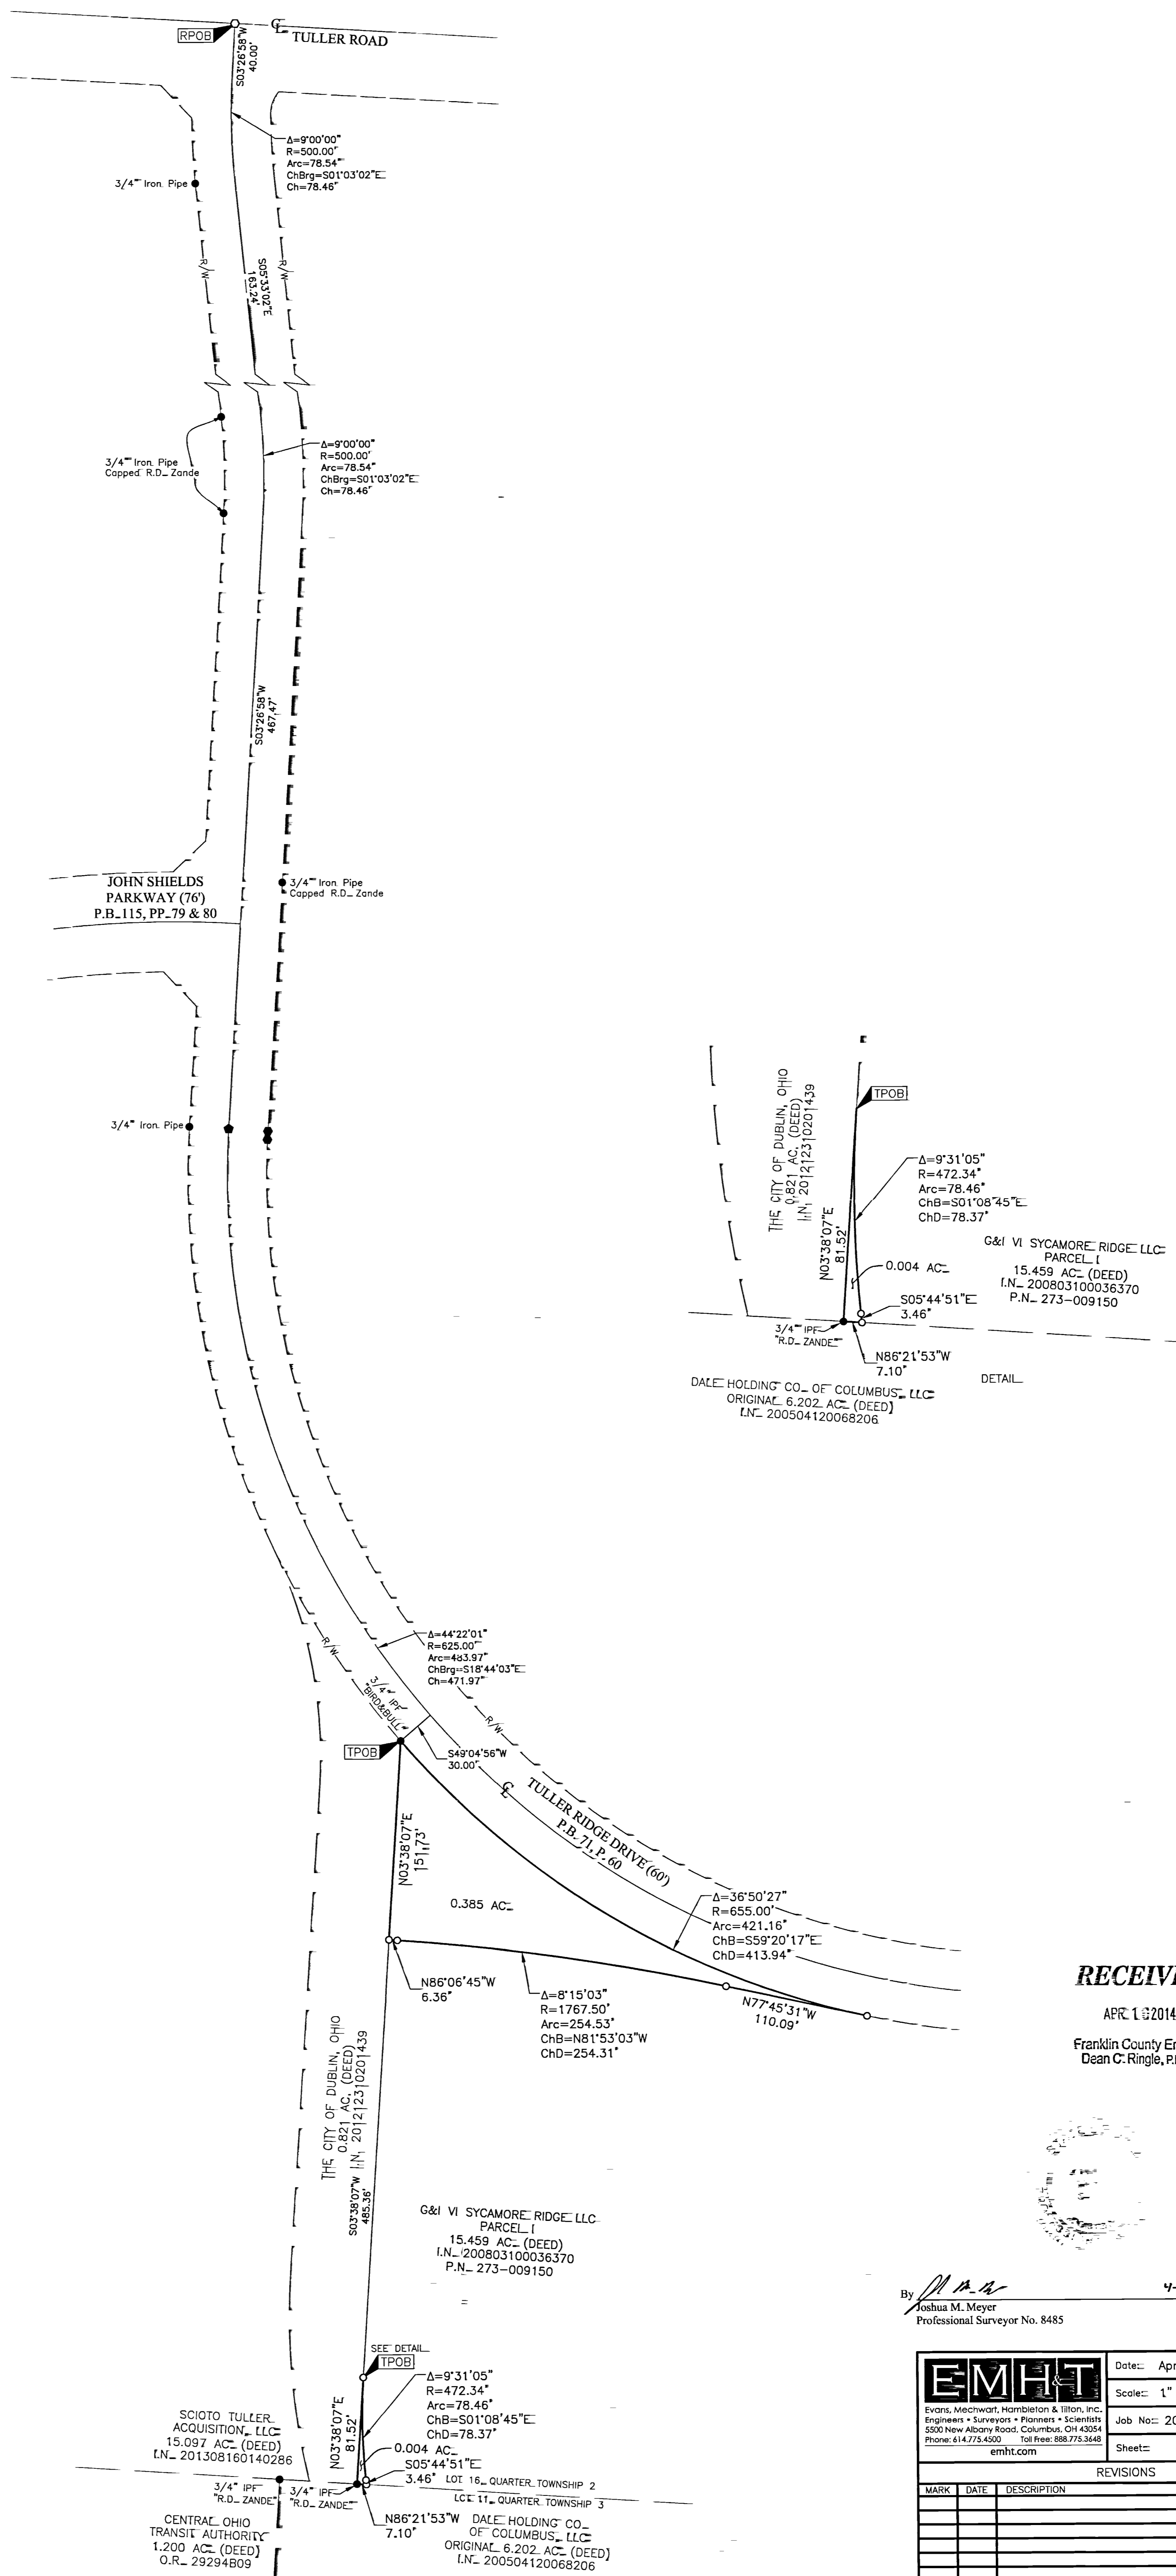 RPOB
CL TULLER ROAD
S03°26'58"W
40.00'
Δ=9°00'00"
R=500.00'
Arc=78.54'
ChBrg=S01°03'02"E
Ch=78.46'
3/4" Iron Pipe
R/W
R/W
S05°33'02"E
163.24'
Δ=9°00'00"
R=500.00'
Arc=78.54'
ChBrg=S01°03'02"E
Ch=78.46'
3/4" Iron Pipe
Capped R.D. Zande
S03°26'58"W
467.47'
JOHN SHIELDS
PARKWAY (76')
P.B. 115, PP. 79 & 80
3/4" Iron Pipe
Capped R.D. Zande
3/4" Iron Pipe
THE CITY OF DUBLIN, OHIO
0.821 AC. (DEED)
I.N. 201212310201439
TPOB
N03°38'07"E
81.52'
Δ=9°31'05"
R=472.34'
Arc=78.46'
ChB=S01°08'45"E
ChD=78.37'
G&I VI SYCAMORE RIDGE LLC
PARCEL I
15.459 AC. (DEED)
I.N. 200803100036370
P.N. 273-009150
0.004 AC.
S05°44'51"E
3.46'
3/4" IPF
"R.D. ZANDE"
N86°21'53"W
7.10'
DETAIL
DALE HOLDING CO. OF COLUMBUS, LLC
ORIGINAL 6.202 AC. (DEED)
I.N. 200504120068206
Δ=44°22'01"
R=625.00'
Arc=483.97'
ChBrg=S18°44'03"E
Ch=471.97'
R/W
3/4" IPF
"BIRD&BULL"
R/W
TPOB
S49°04'56"W
30.00'
CL
TULLER RIDGE DRIVE (60')
P.B. 71, P. 60
N03°38'07"E
151.73'
0.385 AC.
Δ=36°50'27"
R=655.00'
Arc=421.16'
ChB=S59°20'17"E
ChD=413.94'
N86°06'45"W
6.36'
Δ=8°15'03"
R=1767.50'
Arc=254.53'
ChB=N81°53'03"W
ChD=254.31'
N77°45'31"W
110.09'
THE CITY OF DUBLIN, OHIO
0.821 AC. (DEED)
I.N. 201212310201439
S03°38'07"W
485.36'
APR 2014
Franklin County
Dean C. Ringle,
G&I VI SYCAMORE RIDGE LLC
PARCEL I
15.459 AC. (DEED)
I.N. 200803100036370
P.N. 273-009150
By
Joshua M. Meyer
Professional Surveyor No. 8485
SEE DETAIL
TPOB
N03°38'07"E
81.52'
Δ=9°31'05"
R=472.34'
Arc=78.46'
ChB=S01°08'45"E
ChD=78.37'
0.004 AC.
S05°44'51"E
3.46'
SCIOTO TULLER
ACQUISITION, LLC
15.097 AC. (DEED)
I.N. 201308160140286
LOT 16, QUARTER TOWNSHIP 2
LOT 11, QUARTER TOWNSHIP 3
3/4" IPF
"R.D. ZANDE"
3/4" IPF
"R.D. ZANDE"
N86°21'53"W
7.10'
CENTRAL OHIO
TRANSIT AUTHORITY
1.200 AC. (DEED)
O.R. 29294B09
DALE HOLDING CO.
OF COLUMBUS, LLC
ORIGINAL 6.202 AC. (DEED)
I.N. 200504120068206
EMH&T
Evans, Mechwart, Hambleton & Tilton, Inc.
Engineers • Surveyors • Planners • Scientists
5500 New Albany Road, Columbus, OH 43054
Phone: 614.775.4500 Toll Free: 888.775.3648
emht.com
Date:
Scale: 1"
Job No:
Sheet:
REVISIONS
MARK DATE DESCRIPTION